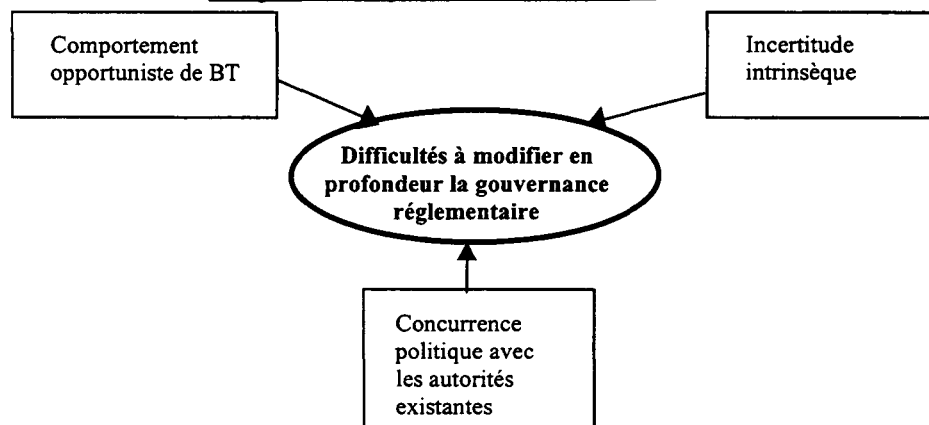 Comportement
opportuniste de BT
Incertitude
intrinsèque
Difficultés à modifier en
profondeur la gouvernance
réglementaire
Concurrence
politique avec
les autorités
existantes